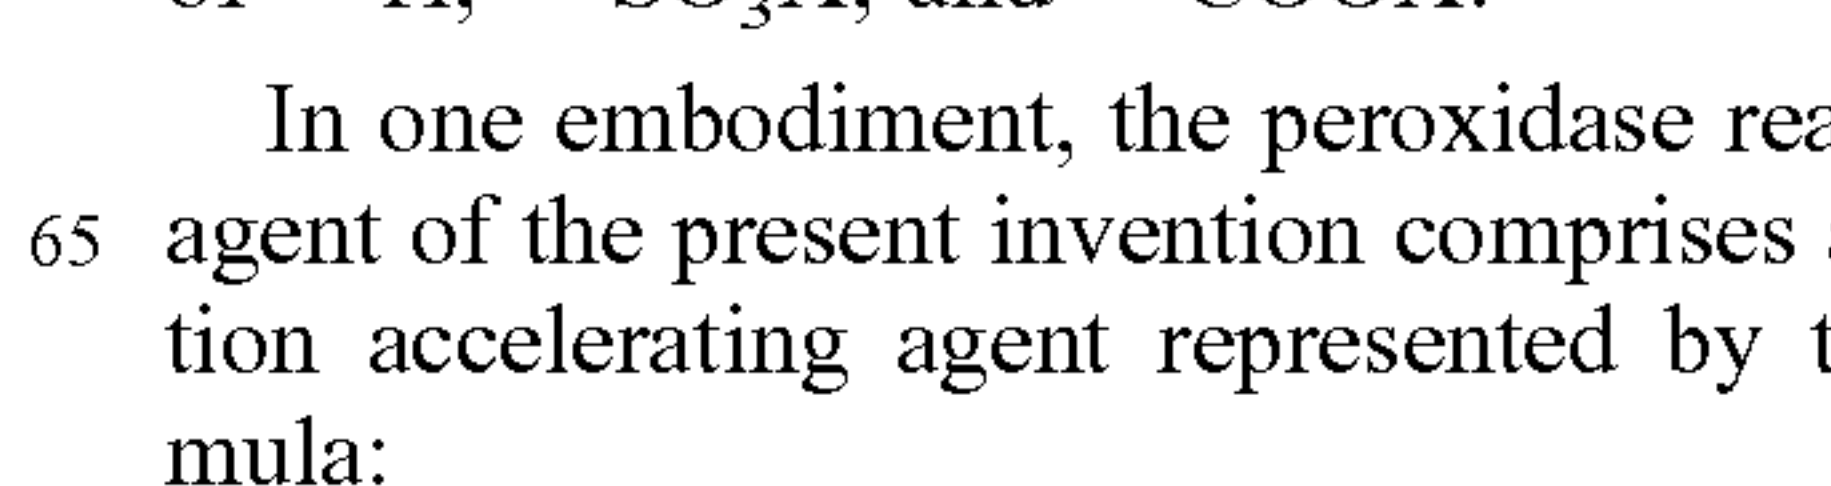 In one embodiment, the peroxidase rea
65 agent of the present invention comprises
tion accelerating agent represented by t
mula: